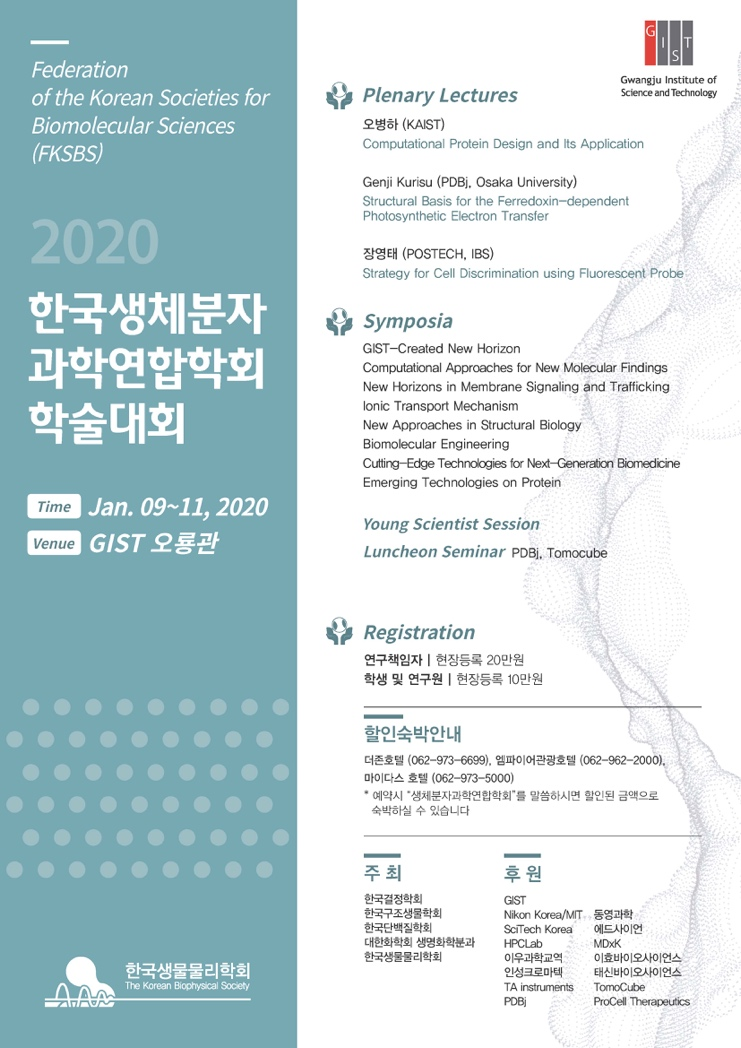 Federation
of the Korean Societies for
Biomolecular Sciences
(FKSBS)
2020
한국생체분자
과학연합학회
학술대회
Time Jan. 09~11, 2020
Venue GIST 오룡관
한국생물물리학회
The Korean Biophysical Society
GIST
Gwangju Institute of
Science and Technology
Plenary Lectures
오병하 (KAIST)
Computational Protein Design and Its Application
Genji Kurisu (PDBj, Osaka University)
Structural Basis for the Ferredoxin-dependent
Photosynthetic Electron Transfer
장영태 (POSTECH, IBS)
Strategy for Cell Discrimination using Fluorescent Probe
Symposia
GIST-Created New Horizon
Computational Approaches for New Molecular Findings
New Horizons in Membrane Signaling and Trafficking
Ionic Transport Mechanism
New Approaches in Structural Biology
Biomolecular Engineering
Cutting-Edge Technologies for Next-Generation Biomedicine
Emerging Technologies on Protein
Young Scientist Session
Luncheon Seminar PDBj, Tomocube
Registration
연구책임자 | 현장등록 20만원
학생 및 연구원 | 현장등록 10만원
할인숙박안내
더존호텔 (062-973-6699), 엠파이어관광호텔 (062-962-2000),
마이다스 호텔 (062-973-5000)
* 예약시 "생체분자과학연합학회"를 말씀하시면 할인된 금액으로
숙박하실 수 있습니다
주 최
한국결정학회
한국구조생물학회
한국단백질학회
대한화학회 생명화학분과
한국생물물리학회
후 원
GIST
Nikon Korea/MIT 동영과학
SciTech Korea 에드사이언
HPCLab MDxK
이우과학교역 이효바이오사이언스
인성크로마텍 태신바이오사이언스
TA instruments TomoCube
PDBj ProCell Therapeutics